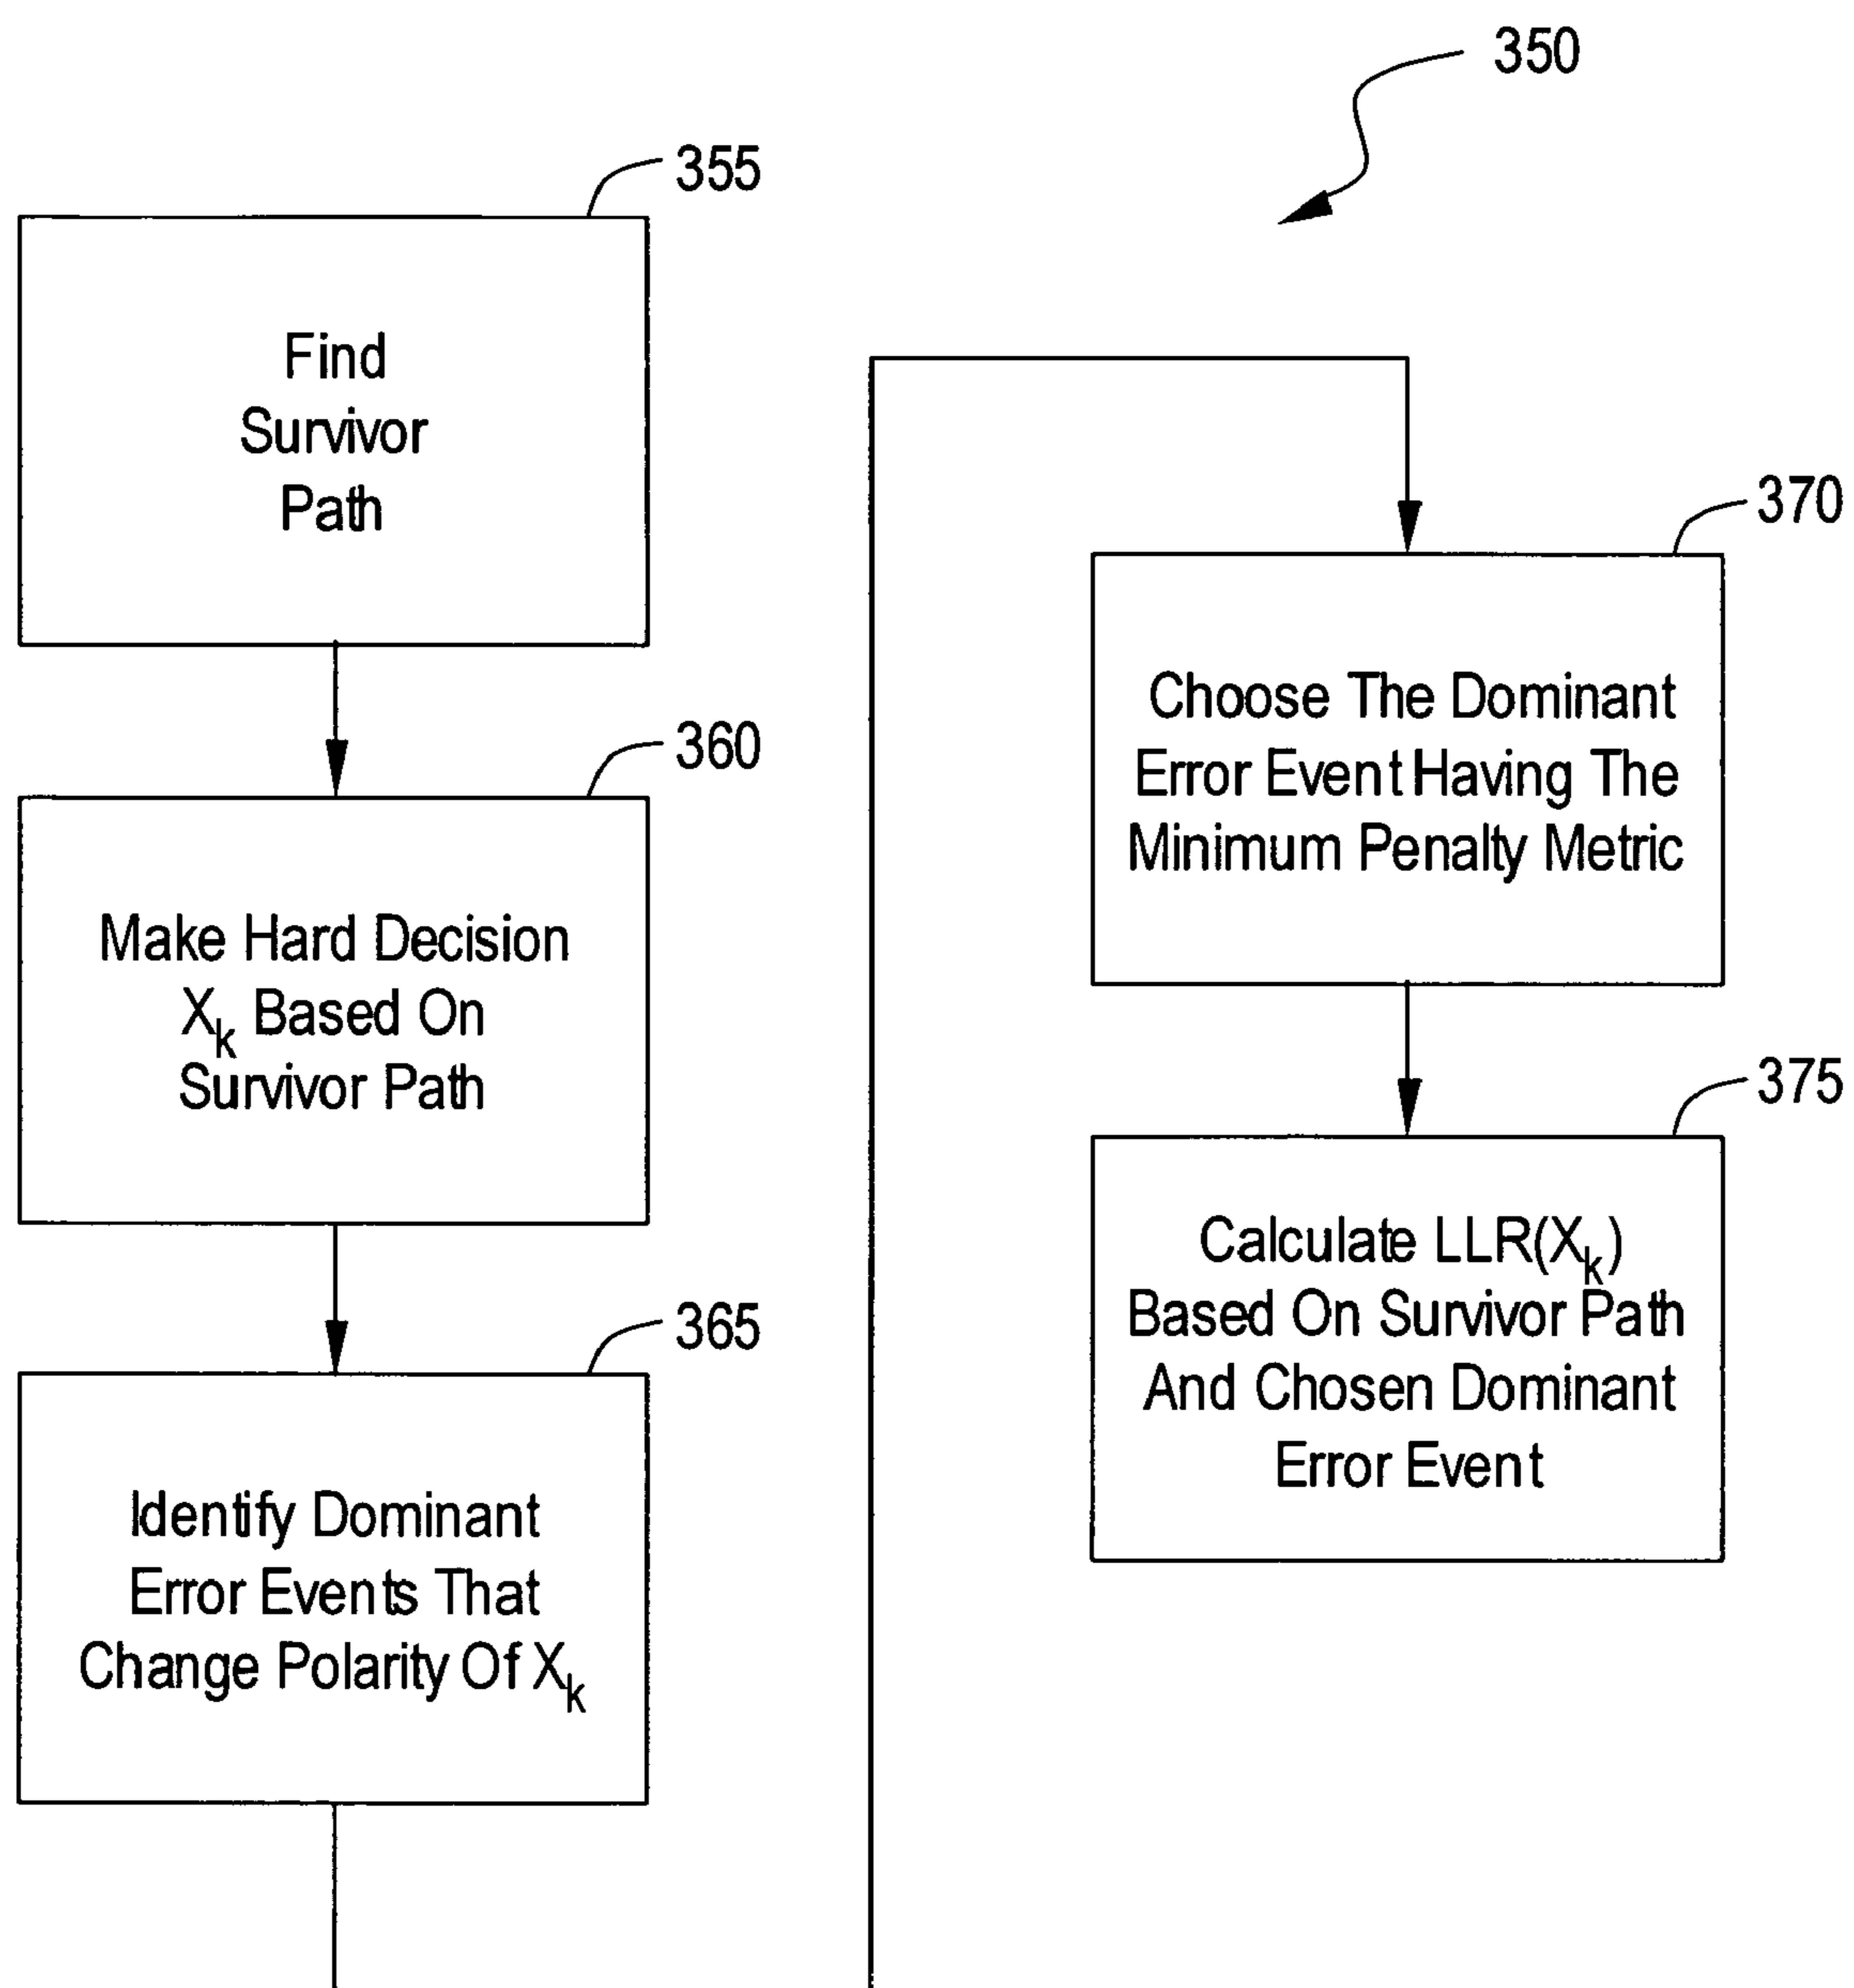 350
355
Find
Survivor
Path
360
Make Hard Decision
Xk Based On
Survivor Path
365
Identify Dominant
Error Events That
Change Polarity Of Xk
370
Choose The Dominant
Error Event Having The
Minimum Penalty Metric
375
Calculate LLR(Xk)
Based On Survivor Path
And Chosen Dominant
Error Event